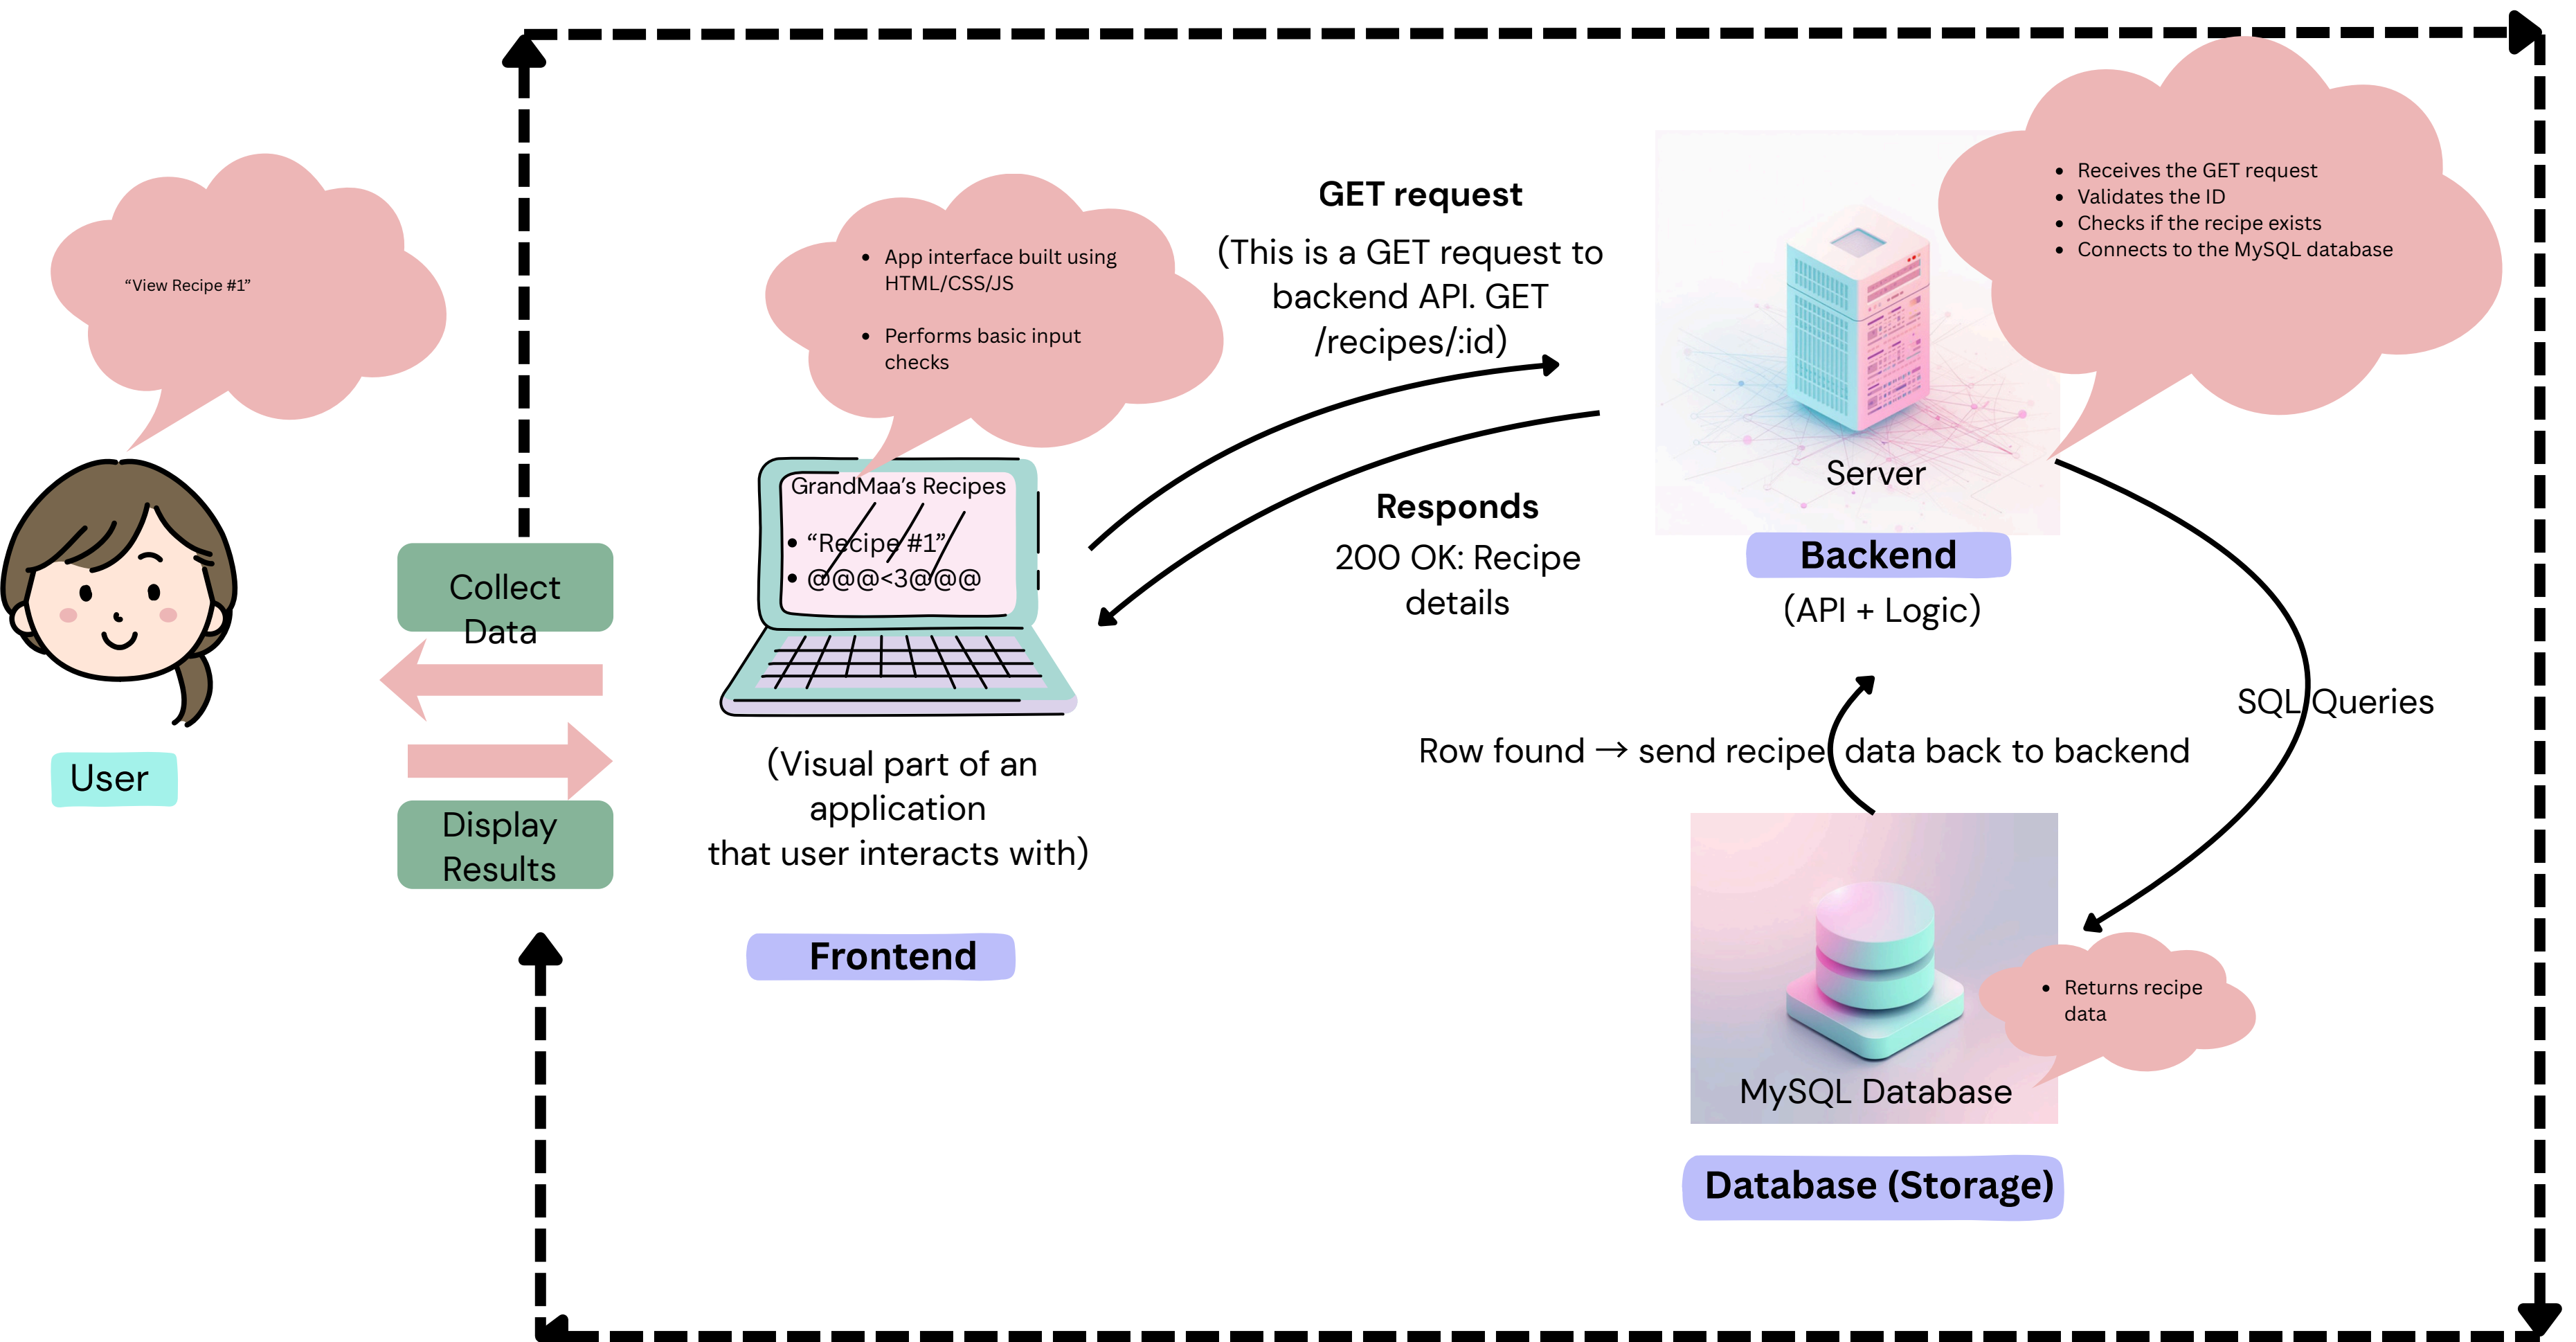 “View Recipe #1”
User
Collect
Data
Display
Results
• App interface built using
HTML/CSS/JS
• Performs basic input
checks
GrandMaa’s Recipes
• “Recipe #1”
• @@@<3@@@
(Visual part of an
application
that user interacts with)
Frontend
GET request
(This is a GET request to
backend API. GET
/recipes/:id)
Responds
200 OK: Recipe
details
• Receives the GET request
• Validates the ID
• Checks if the recipe exists
• Connects to the MySQL database
Server
Backend
(API + Logic)
SQL Queries
Row found → send recipe data back to backend
• Returns recipe
data
MySQL Database
Database (Storage)